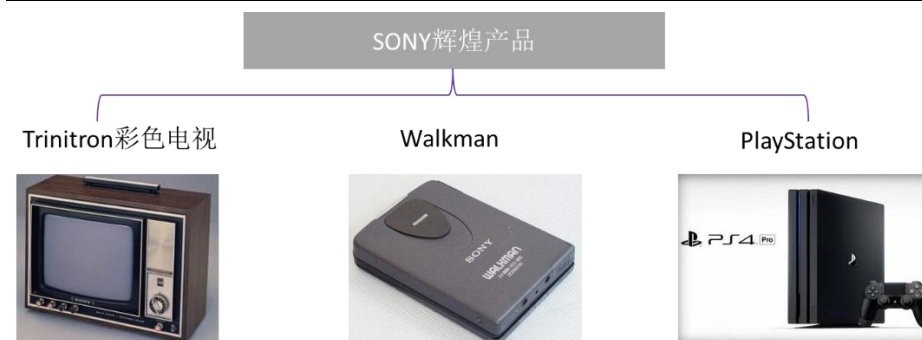 SONY辉煌产品
Trinitron彩色电视
Walkman
PlayStation
SONY
SONY
WALKMAN
PS4 Pro